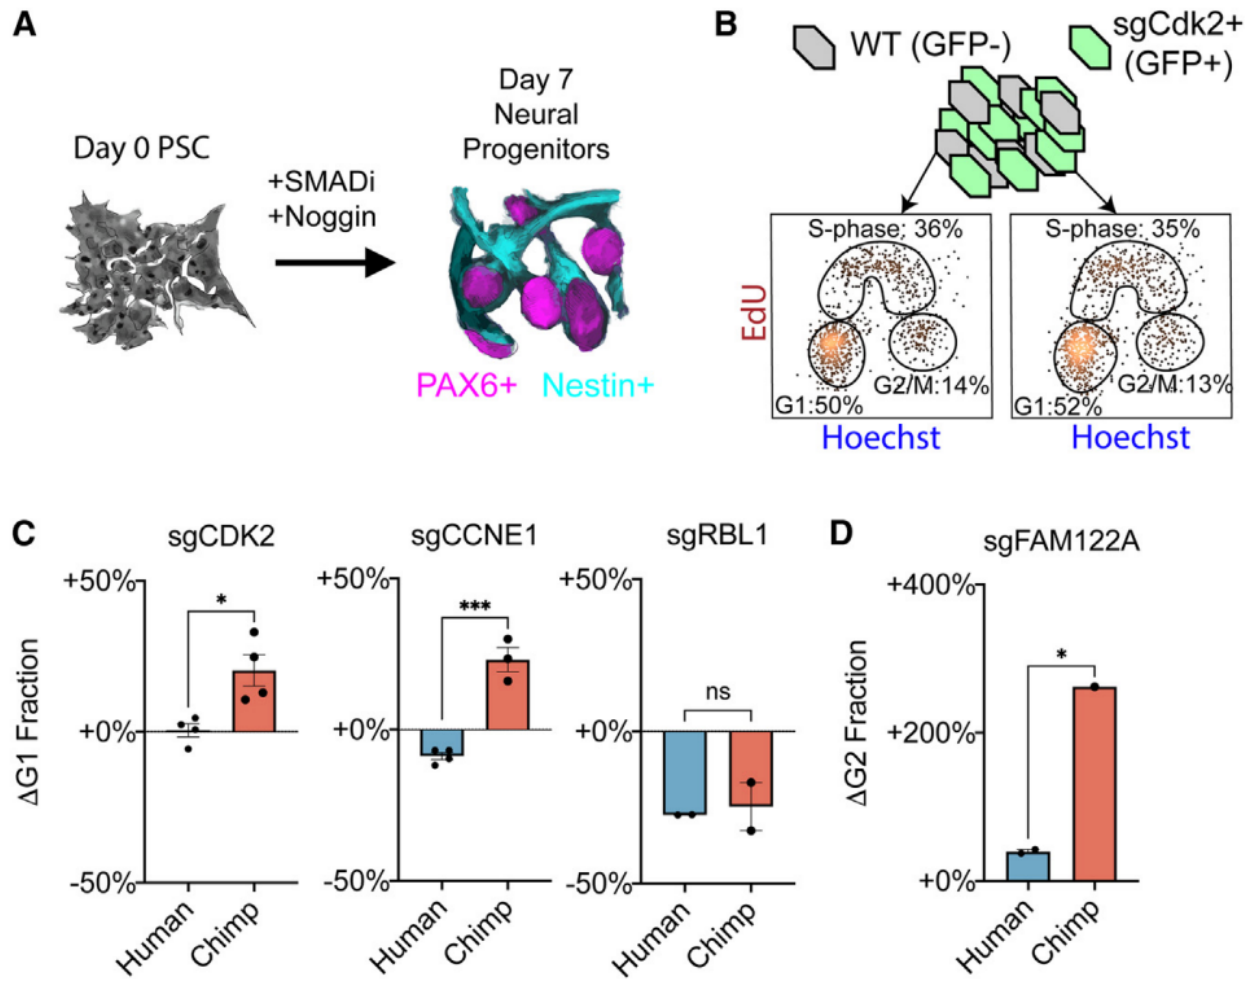 A
Day 0 PSC
+SMADi
+Noggin
Day 7
Neural
Progenitors
PAX6+ Nestin+
B
WT (GFP-)
sgCdk2+
(GFP+)
EdU
S-phase: 36%
G2/M:14%
G1:50%
Hoechst
S-phase: 35%
G2/M:13%
G1:52%
Hoechst
C
sgCDK2
ΔG1 Fraction
+50%
+0%
-50%
*
Human
Chimp
sgCCNE1
+50%
+0%
-50%
***
Human
Chimp
sgRBL1
+50%
+0%
-50%
ns
Human
Chimp
D
sgFAM122A
ΔG2 Fraction
+400%
+200%
+0%
*
Human
Chimp